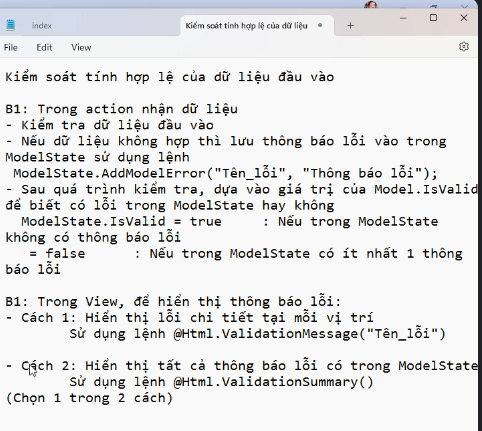 index
Kiểm soát tính hợp lệ của dữ liệu
File Edit View
Kiểm soát tính hợp lệ của dữ liệu đầu vào
B1: Trong action nhận dữ liệu
- Kiểm tra dữ liệu đầu vào
- Nếu dữ liệu không hợp thì lưu thông báo lỗi vào trong
ModelState sử dụng lệnh
ModelState.AddModelError("Tên_lỗi", "Thông báo lỗi");
- Sau quá trình kiểm tra, dựa vào giá trị của Model.IsValid
để biết có lỗi trong ModelState hay không
ModelState.IsValid = true : Nếu trong ModelState
không có thông báo lỗi
= false : Nếu trong ModelState có ít nhất 1 thông
báo lỗi
B1: Trong View, để hiển thị thông báo lỗi:
- Cách 1: Hiển thị lỗi chi tiết tại mỗi vị trí
Sử dụng lệnh @Html.ValidationMessage("Tên_lỗi")
- Cách 2: Hiển thị tất cả thông báo lỗi có trong ModelState
Sử dụng lệnh @Html.ValidationSummary()
(Chọn 1 trong 2 cách)